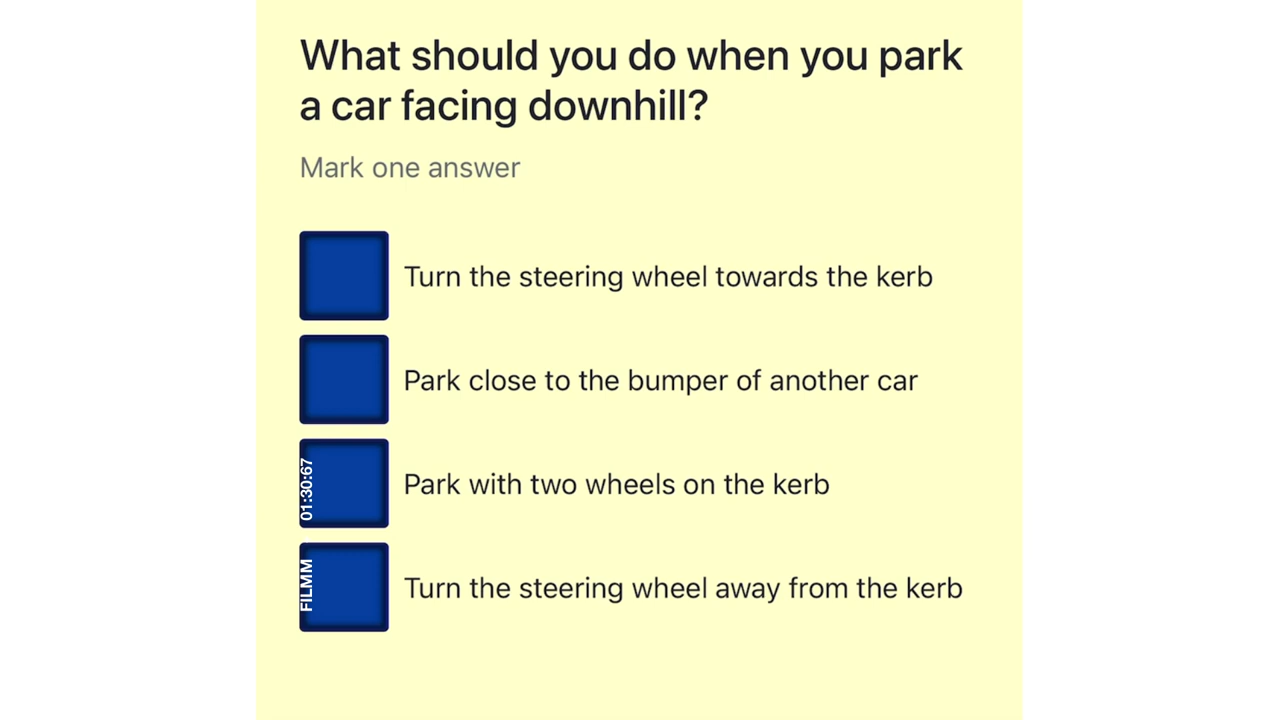 What should you do when you park
a car facing downhill?
Mark one answer
Turn the steering wheel towards the kerb
Park close to the bumper of another car
Park with two wheels on the kerb
Turn the steering wheel away from the kerb
01:30:67
FILMM